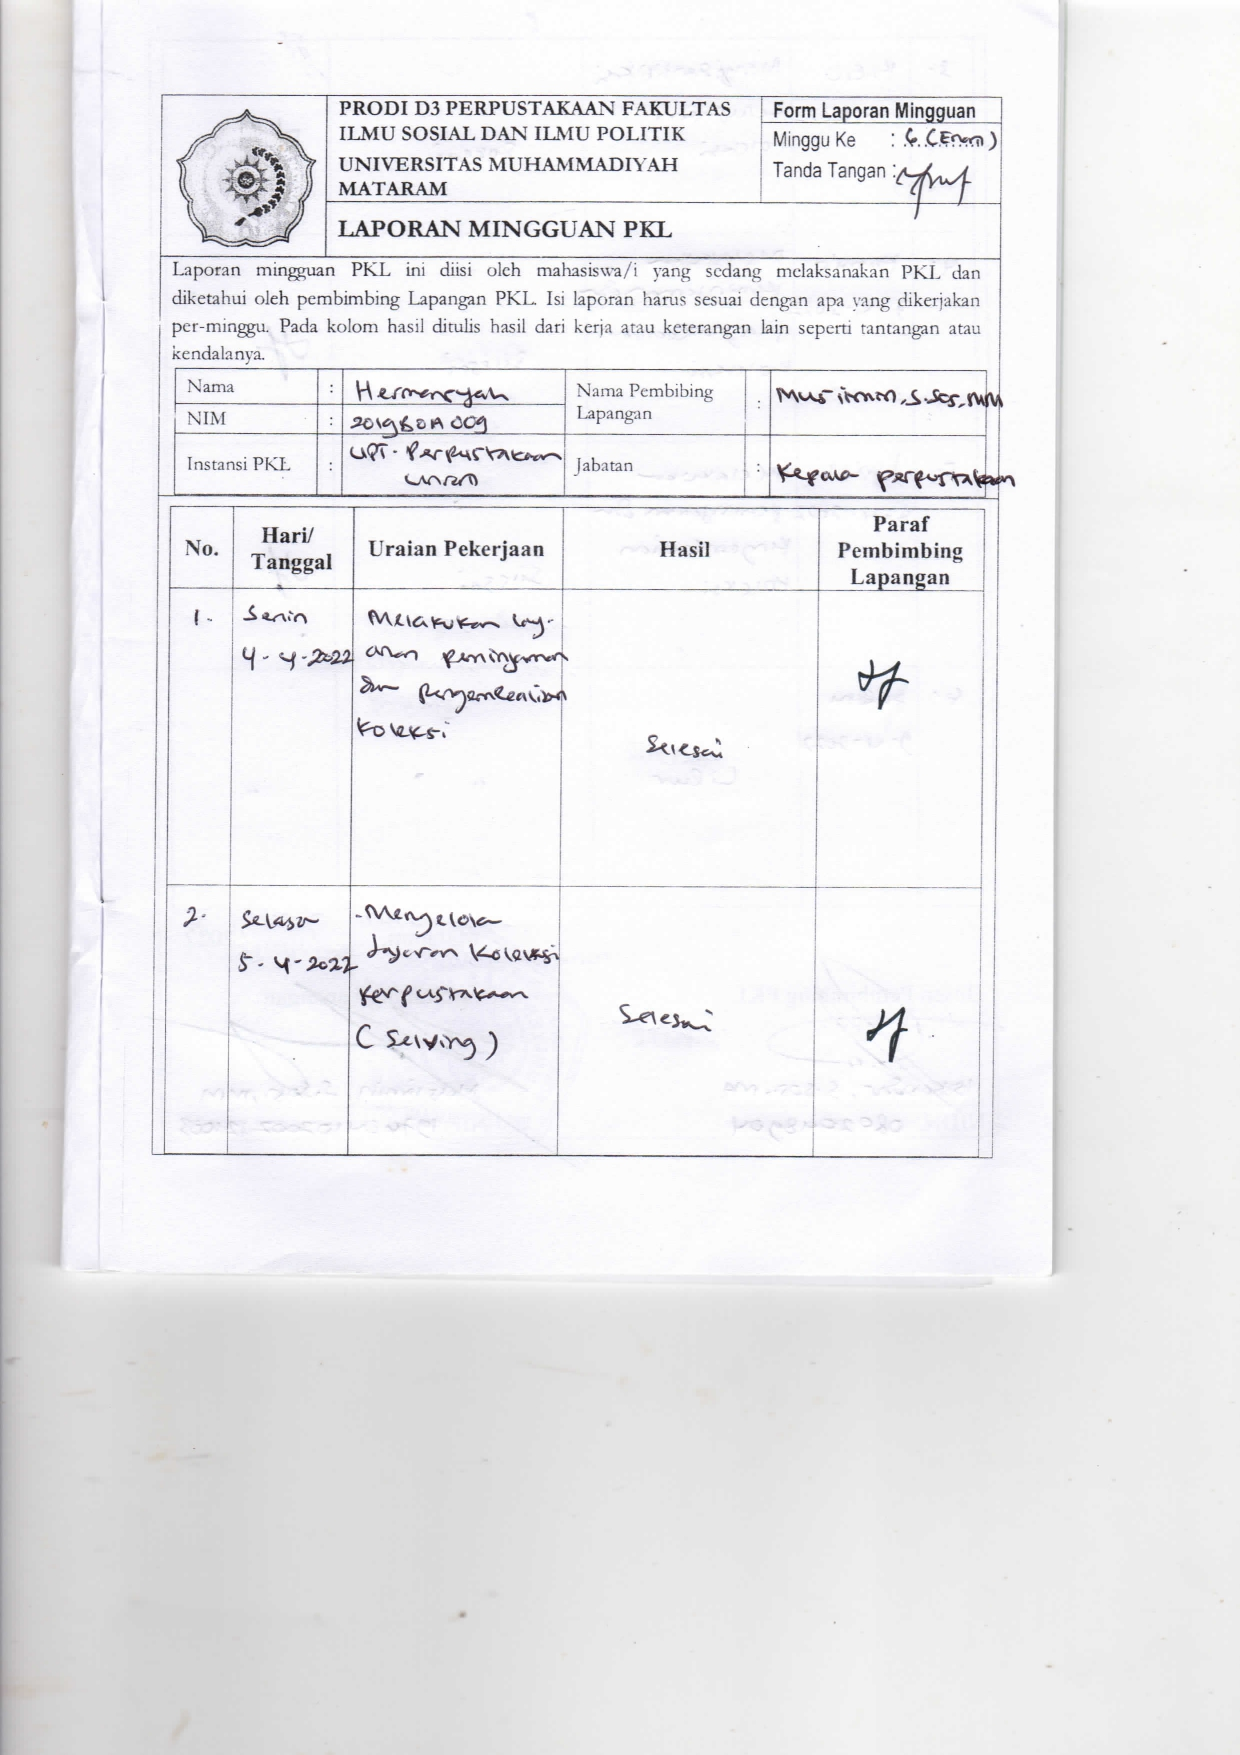 PRODI D3 PERPUSTAKAAN FAKULTAS
ILMU SOSIAL DAN ILMU POLITIK
UNIVERSITAS MUHAMMADIYAH
MATARAM
Form Laporan Mingguan
Minggu Ke : 6 (Enam)
Tanda Tangan :
LAPORAN MINGGUAN PKL
Laporan mingguan PKL ini diisi oleh mahasiswa/i yang sedang melaksanakan PKL dan
diketahui oleh pembimbing Lapangan PKL. Isi laporan harus sesuai dengan apa yang dikerjakan
per-minggu. Pada kolom hasil ditulis hasil dari kerja atau keterangan lain seperti tantangan atau
kendalanya.
Nama : Hermansyah
NIM : 2019B0A009
Nama Pembibing
Lapangan :
S.Sos, MM
Instansi PKL : UPT. Perpustakaan
Jabatan : Kepala perpustakaan
No. Hari/ Tanggal Uraian Pekerjaan Hasil Paraf Pembimbing Lapangan
1. Senin
4-4-2022
Melakukan lay-
anan peminjaman
dan pengembalian
Koleksi
Selesai
2. Selasa
5-4-2022
- Mengelola
Jajaran Koleksi
Perpustakaan
(Selving)
Selesai